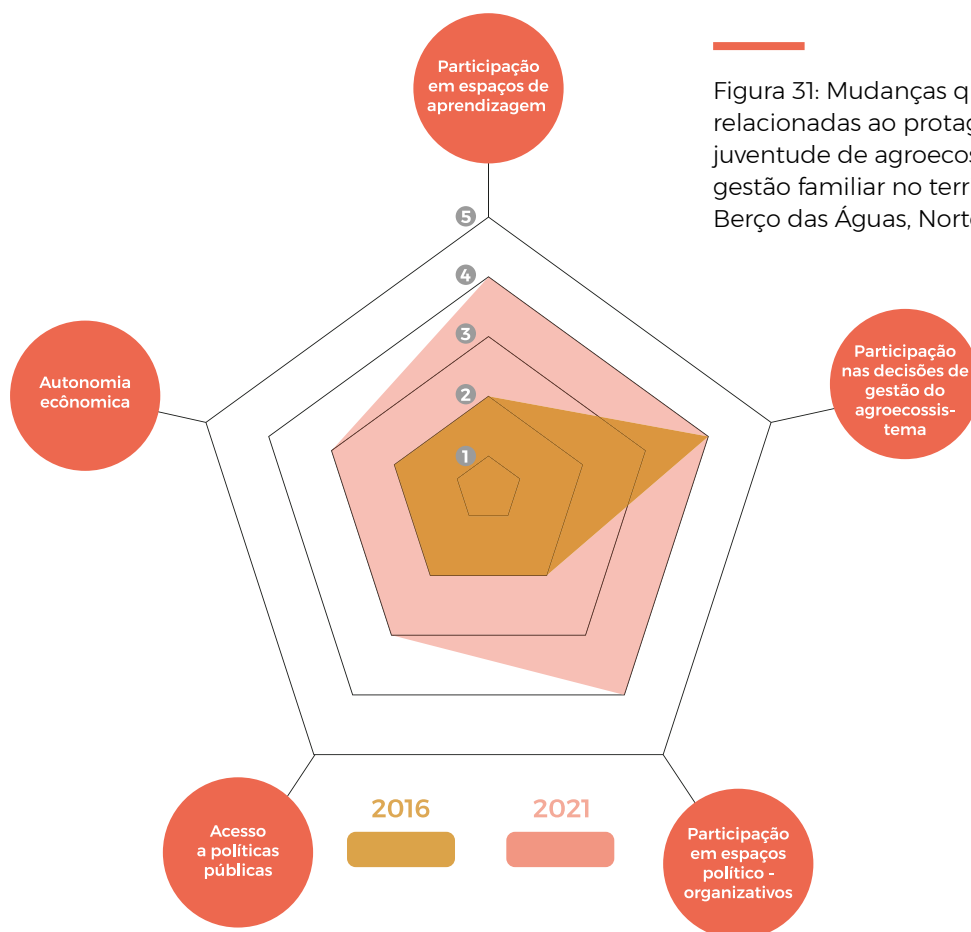 Participação
em espaços de
aprendizagem
Figura 31: Mudanças q
relacionadas ao protag
juventude de agroecos
gestão familiar no terr
Berço das Águas, Norte
5
4
3
2
1
Autonomia
ecônomica
Participação
nas decisões de
gestão do
agroecossis-
tema
2016
2021
Acesso
a políticas
públicas
Participação
em espaços
político -
organizativos